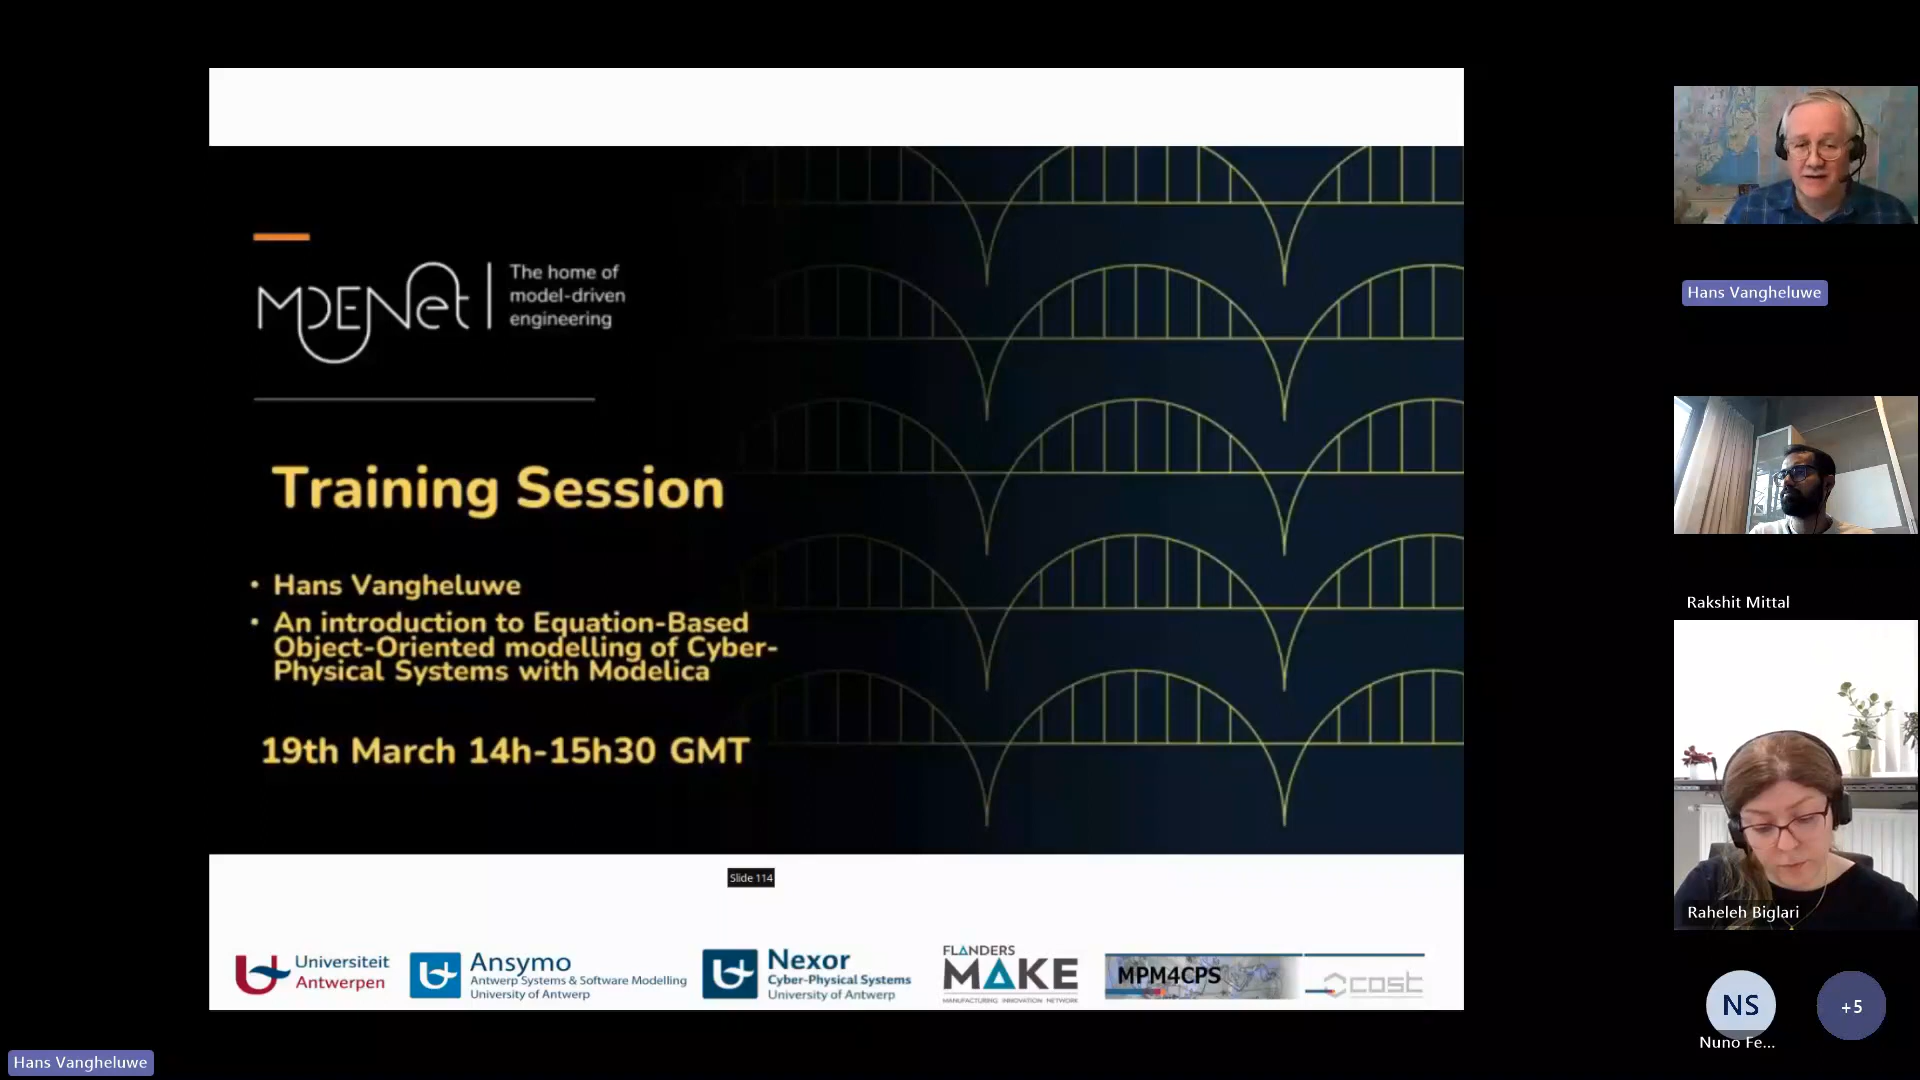 MDENet
The home of
model-driven
engineering
Training Session
• Hans Vangheluwe
• An introduction to Equation-Based
Object-Oriented modelling of Cyber-
Physical Systems with Modelica
19th March 14h-15h30 GMT
Slide 114
Universiteit
Antwerpen
Ansymo
Antwerp Systems & Software Modelling
University of Antwerp
Nexor
Cyber-Physical Systems
University of Antwerp
FLANDERS
MAKE
MANUFACTURING INNOVATION NETWORK
MPM4CPS
cost
Hans Vangheluwe
Rakshit Mittal
Raheleh Biglari
NS
+5
Nuno Fe...
Hans Vangheluwe